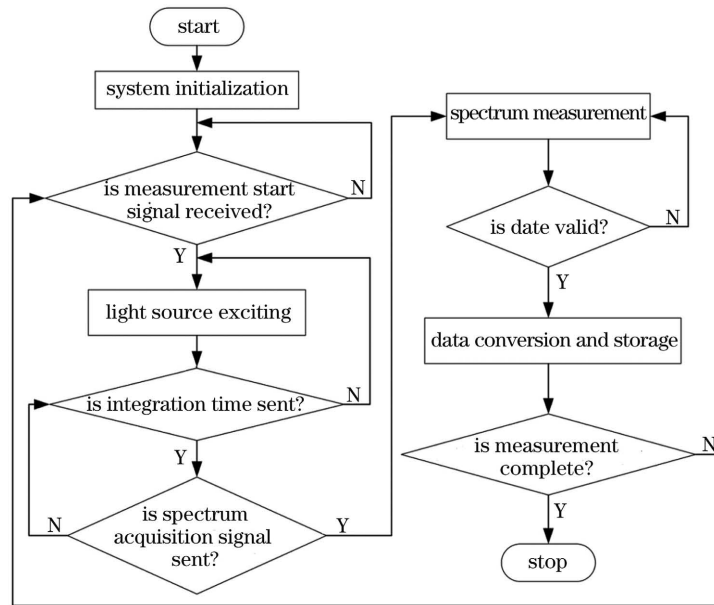 start
system initialization
is measurement start
signal received?
N
Y
light source exciting
is integration time sent?
N
Y
is spectrum
acquisition signal
sent?
N
Y
spectrum measurement
is date valid?
N
Y
data conversion and storage
is measurement
complete?
N
Y
stop